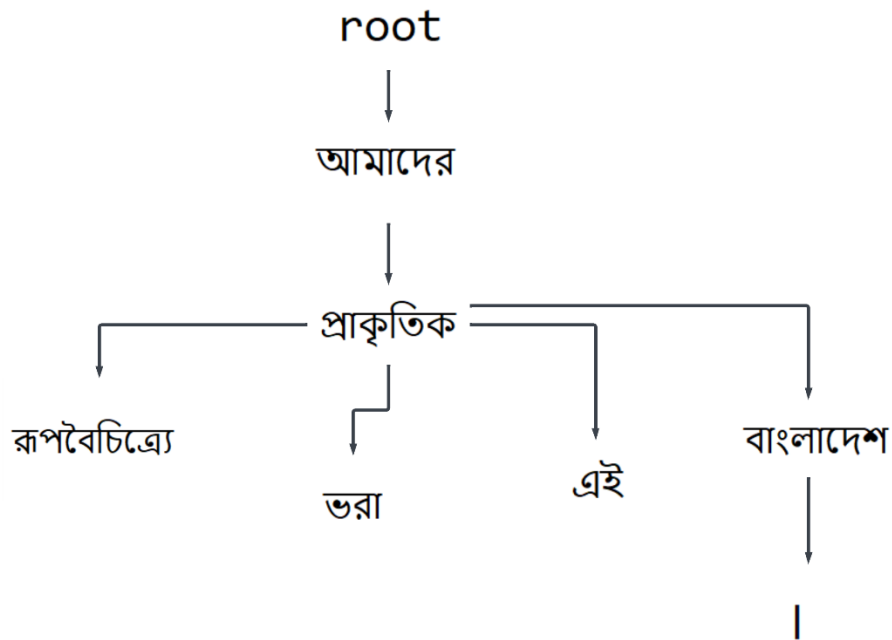 root
আমাদের
প্রাকৃতিক
রূপবৈচিত্র্যে
ভরা
এই
বাংলাদেশ
।